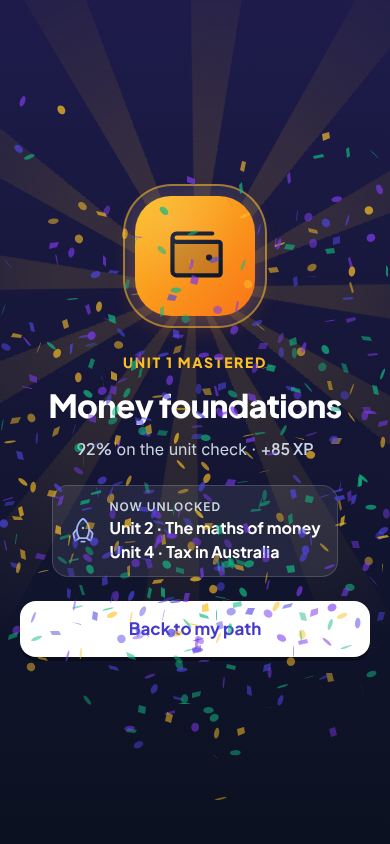 UNIT 1 MASTERED
Money foundations
92% on the unit check · +85 XP
NOW UNLOCKED
Unit 2 · The maths of money
Unit 4 · Tax in Australia
Back to my path